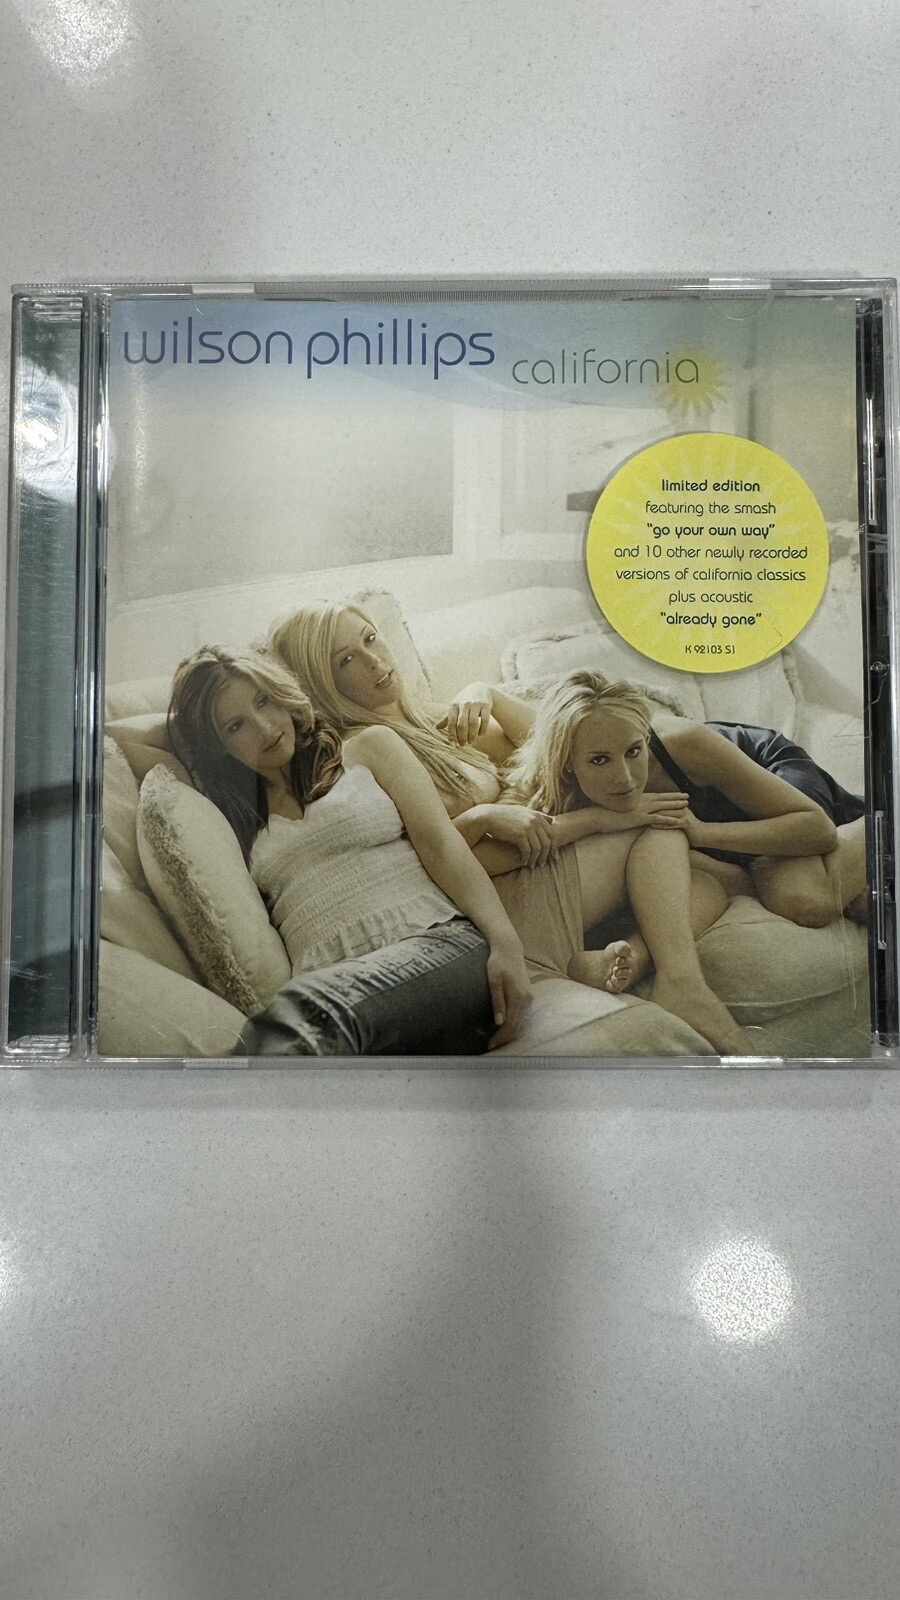 wilson phillips
california
limited edition
featuring the smash
"go your own way"
and 10 other newly recorded
versions of california classics
plus acoustic
"already gone"
K 92103 S1